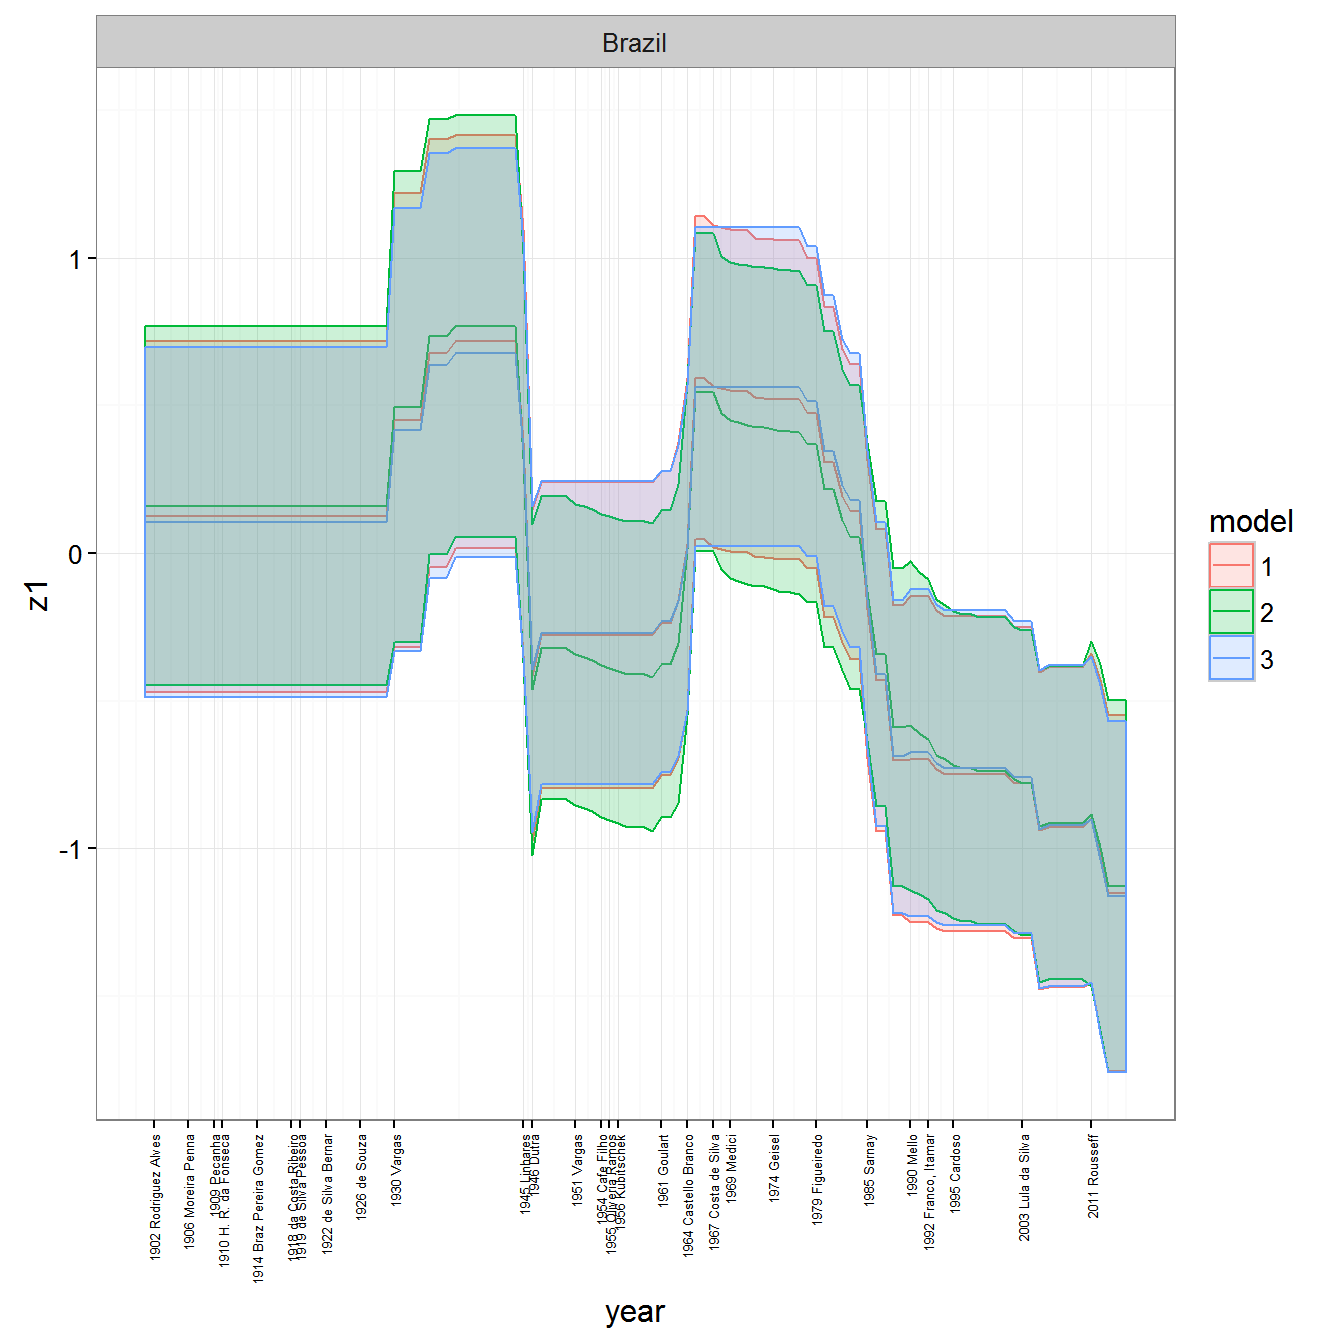 Brazil
1
0
-1
z1
1902 Rodriguez Alves
1906 Moreira Penna
1909 Pecanha
1910 H. R. da Fonseca
1914 Braz Pereira Gomez
1918 da Costa Ribeiro
1919 de Silva Pessoa
1922 de Silva Bernar
1926 de Souza
1930 Vargas
1945 Linhares
1946 Dutra
1951 Vargas
1954 Cafe Filho
1955 Oliveria Ramos
1956 Kubitschek
1961 Goulart
1964 Castello Branco
1967 Costa de Silva
1969 Medici
1974 Geisel
1979 Figueiredo
1985 Sarnay
1990 Mello
1992 Franco, Itamar
1995 Cardoso
2003 Lula da Silva
2011 Rousseff
year
model
1
2
3